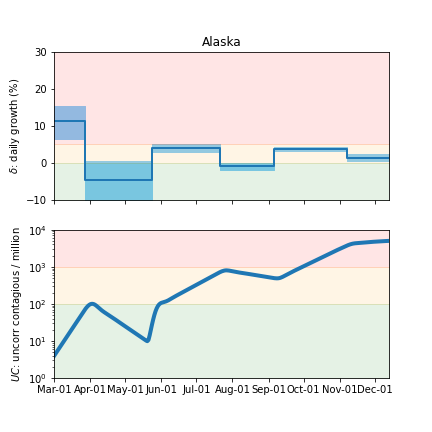 Alaska
30
20
10
0
−10
δ: daily growth (%)
10⁴
10³
10²
10¹
10⁰
UC: uncorr contagious / million
Mar-01 Apr-01 May-01 Jun-01 Jul-01 Aug-01 Sep-01 Oct-01 Nov-01 Dec-01